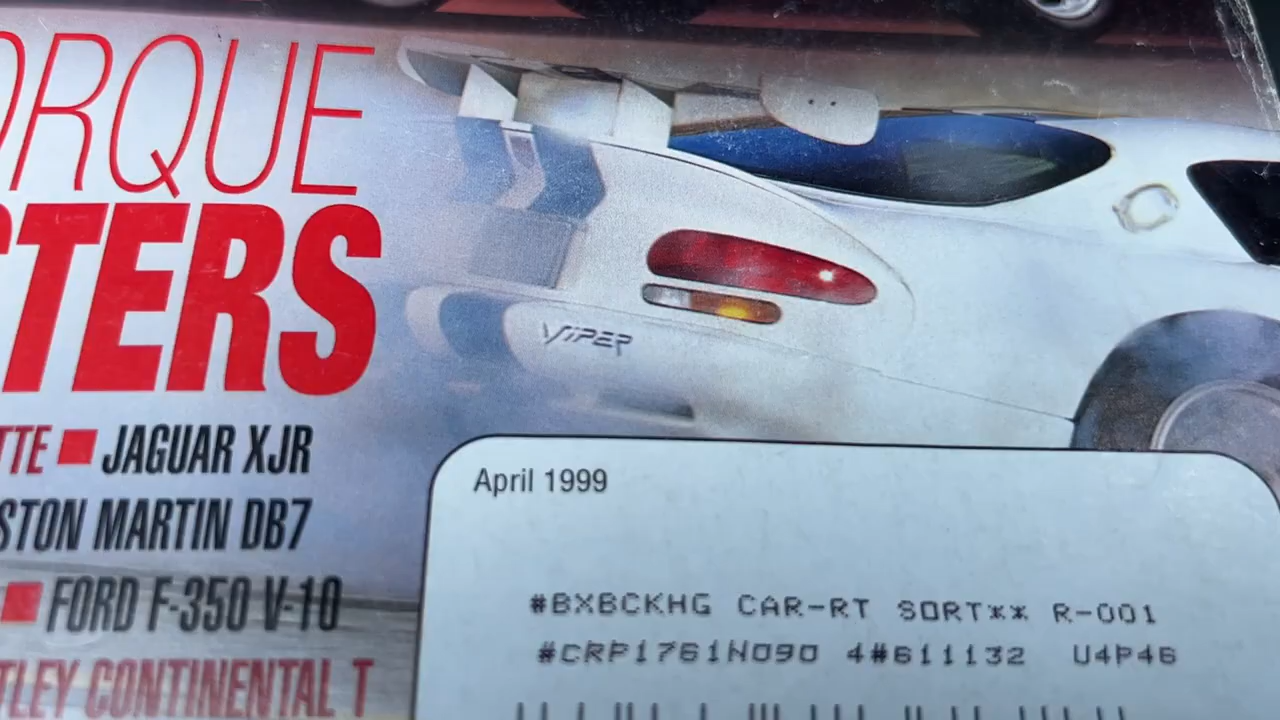 ORQUE
TERS
TTE ■ JAGUAR XJR
STON MARTIN DB7
■ FORD F-350 V-10
TLEY CONTINENTAL T
VIPER
April 1999
#BXBCKHG CAR-RT SORT** R-001
#CRP1761N090 4#611132 U4P46